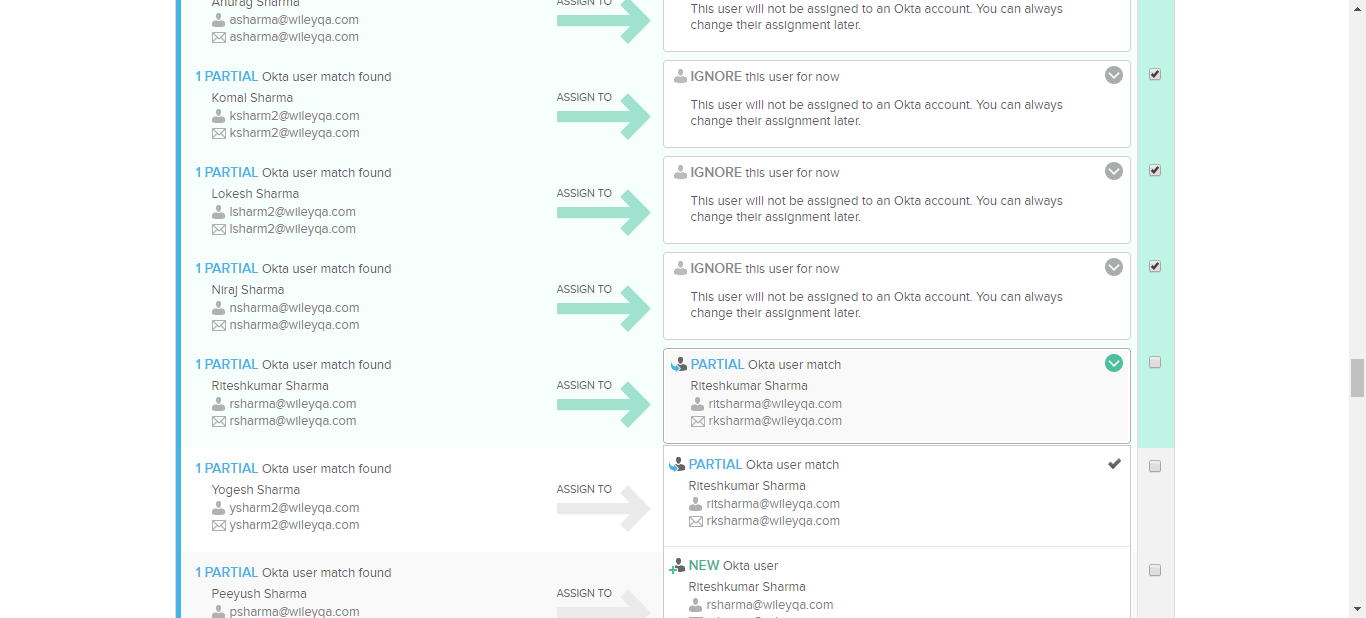 Anurag Sharma
asharma@wileyqa.com
asharma@wileyqa.com
ASSIGN TO
This user will not be assigned to an Okta account. You can always
change their assignment later.
1 PARTIAL Okta user match found
Komal Sharma
ksharm2@wileyqa.com
ksharm2@wileyqa.com
ASSIGN TO
IGNORE this user for now
This user will not be assigned to an Okta account. You can always
change their assignment later.
1 PARTIAL Okta user match found
Lokesh Sharma
lsharm2@wileyqa.com
lsharm2@wileyqa.com
ASSIGN TO
IGNORE this user for now
This user will not be assigned to an Okta account. You can always
change their assignment later.
1 PARTIAL Okta user match found
Niraj Sharma
nsharma@wileyqa.com
nsharma@wileyqa.com
ASSIGN TO
IGNORE this user for now
This user will not be assigned to an Okta account. You can always
change their assignment later.
1 PARTIAL Okta user match found
Riteshkumar Sharma
rsharma@wileyqa.com
rsharma@wileyqa.com
ASSIGN TO
PARTIAL Okta user match
Riteshkumar Sharma
ritsharma@wileyqa.com
rksharma@wileyqa.com
1 PARTIAL Okta user match found
Yogesh Sharma
ysharm2@wileyqa.com
ysharm2@wileyqa.com
ASSIGN TO
PARTIAL Okta user match
Riteshkumar Sharma
ritsharma@wileyqa.com
rksharma@wileyqa.com
1 PARTIAL Okta user match found
Peeyush Sharma
psharma@wileyqa.com
ASSIGN TO
NEW Okta user
Riteshkumar Sharma
rsharma@wileyqa.com